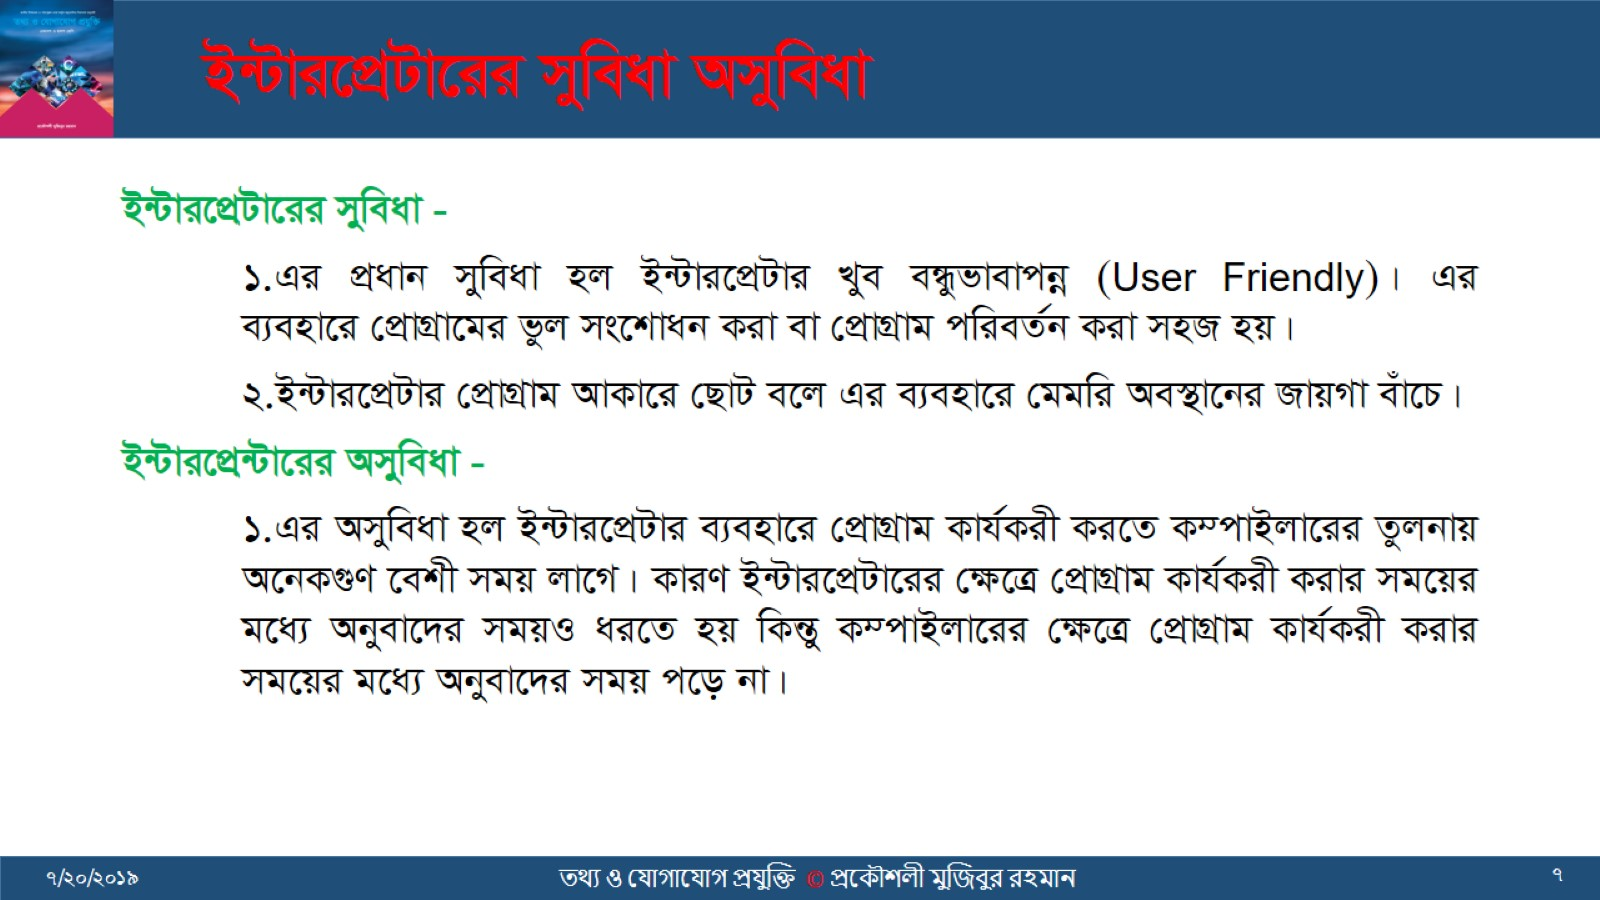 তথ্য ও যোগাযোগ প্রযুক্তি
ইন্টারপ্রেটারের সুবিধা অসুবিধা
ইন্টারপ্রেটারের সুবিধা -
১.এর প্রধান সুবিধা হল ইন্টারপ্রেটার খুব বন্ধুভাবাপন্ন (User Friendly)। এর
ব্যবহারে প্রোগ্রামের ভুল সংশোধন করা বা প্রোগ্রাম পরিবর্তন করা সহজ হয়।
২.ইন্টারপ্রেটার প্রোগ্রাম আকারে ছোট বলে এর ব্যবহারে মেমরি অবস্থানের জায়গা বাঁচে।
ইন্টারপ্রেন্টারের অসুবিধা -
১.এর অসুবিধা হল ইন্টারপ্রেটার ব্যবহারে প্রোগ্রাম কার্যকরী করতে কম্পাইলারের তুলনায়
অনেকগুণ বেশী সময় লাগে। কারণ ইন্টারপ্রেটারের ক্ষেত্রে প্রোগ্রাম কার্যকরী করার সময়ের
মধ্যে অনুবাদের সময়ও ধরতে হয় কিন্তু কম্পাইলারের ক্ষেত্রে প্রোগ্রাম কার্যকরী করার
সময়ের মধ্যে অনুবাদের সময় পড়ে না।
৭/২০/২০১৯
তথ্য ও যোগাযোগ প্রযুক্তি © প্রকৌশলী মুজিবুর রহমান
৭